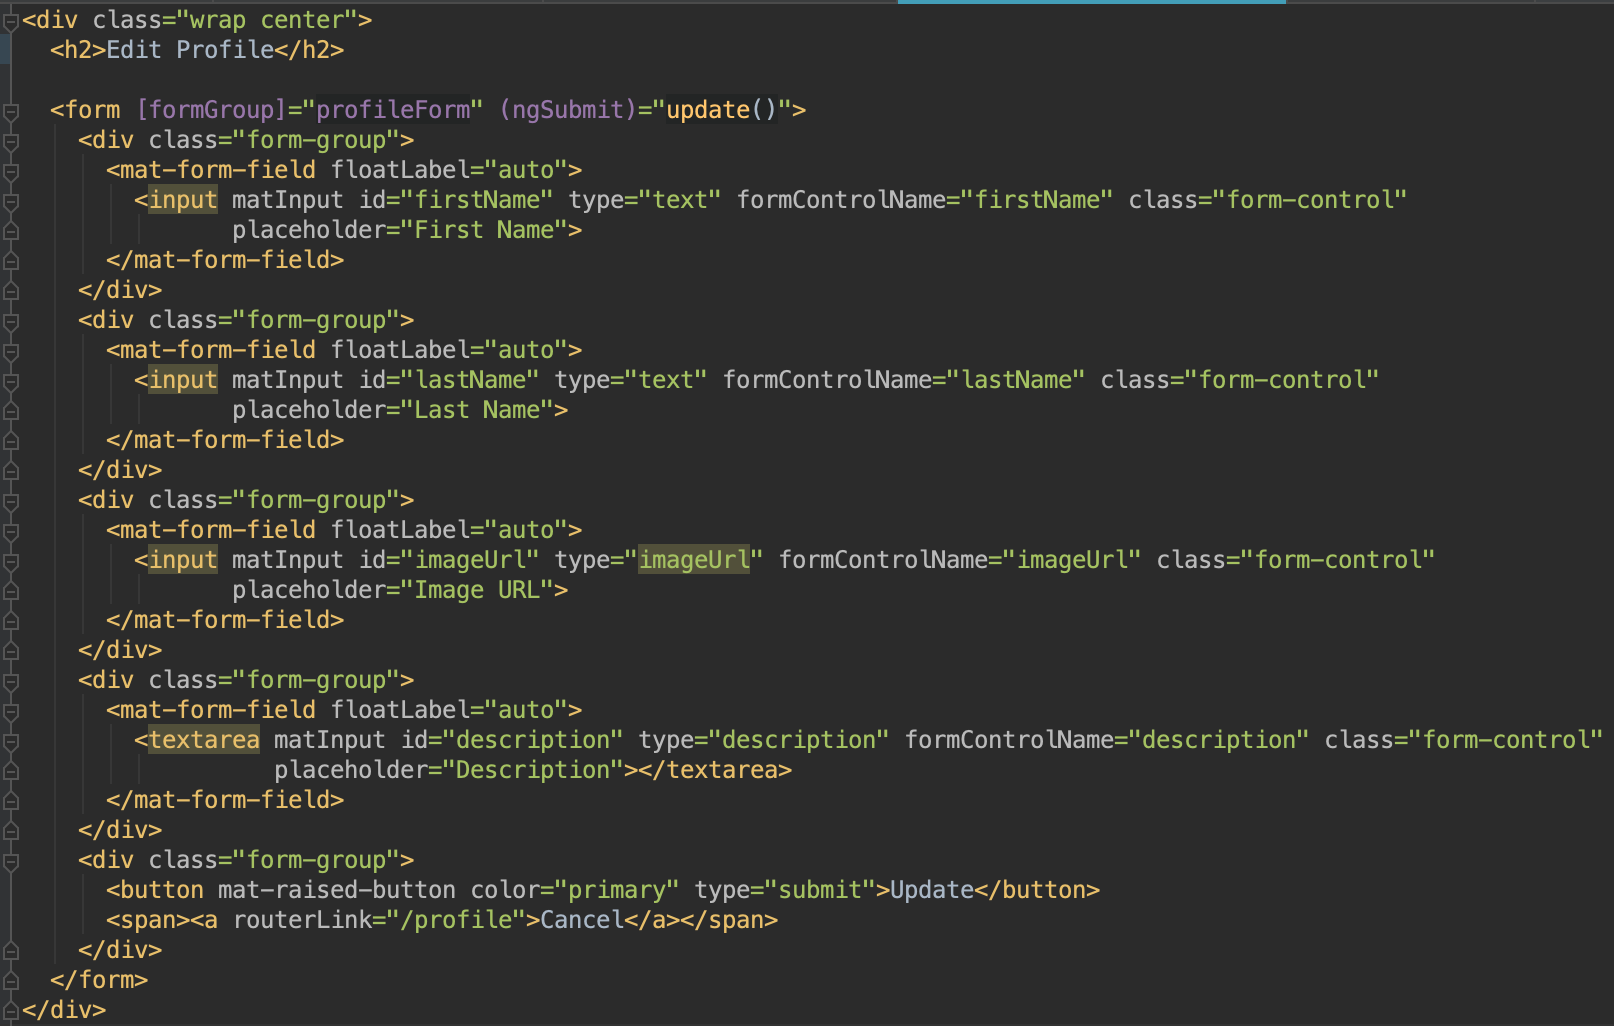 <div class="wrap center">
  <h2>Edit Profile</h2>

  <form [formGroup]="profileForm" (ngSubmit)="update()">
    <div class="form-group">
      <mat-form-field floatLabel="auto">
        <input matInput id="firstName" type="text" formControlName="firstName" class="form-control"
               placeholder="First Name">
      </mat-form-field>
    </div>
    <div class="form-group">
      <mat-form-field floatLabel="auto">
        <input matInput id="lastName" type="text" formControlName="lastName" class="form-control"
               placeholder="Last Name">
      </mat-form-field>
    </div>
    <div class="form-group">
      <mat-form-field floatLabel="auto">
        <input matInput id="imageUrl" type="imageUrl" formControlName="imageUrl" class="form-control"
               placeholder="Image URL">
      </mat-form-field>
    </div>
    <div class="form-group">
      <mat-form-field floatLabel="auto">
        <textarea matInput id="description" type="description" formControlName="description" class="form-control"
                  placeholder="Description"></textarea>
      </mat-form-field>
    </div>
    <div class="form-group">
      <button mat-raised-button color="primary" type="submit">Update</button>
      <span><a routerLink="/profile">Cancel</a></span>
    </div>
  </form>
</div>